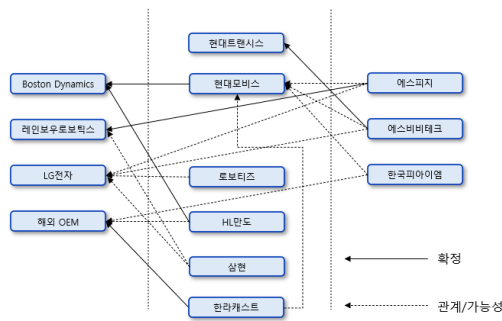 현대트랜시스
Boston Dynamics
현대모비스
에스피지
레인보우로보틱스
에스비비테크
LG전자
로보티즈
한국피아이엠
해외 OEM
HL만도
삼현
확정
한라캐스트
관계/가능성